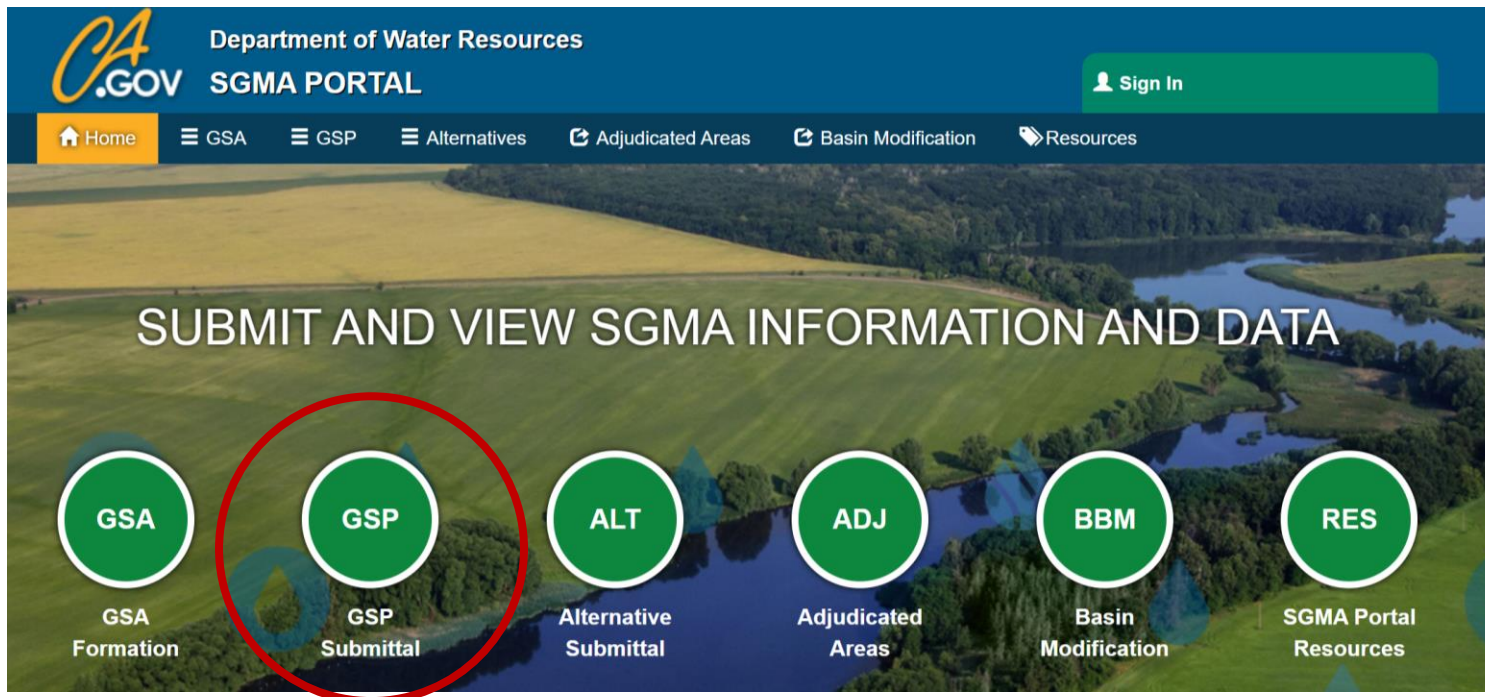 CA
.GOV
Department of Water Resources
SGMA PORTAL
Sign In
Home
GSA
GSP
Alternatives
Adjudicated Areas
Basin Modification
Resources
SUBMIT AND VIEW SGMA INFORMATION AND DATA
GSA
GSP
ALT
ADJ
BBM
RES
GSA
Formation
GSP
Submittal
Alternative
Submittal
Adjudicated
Areas
Basin
Modification
SGMA Portal
Resources